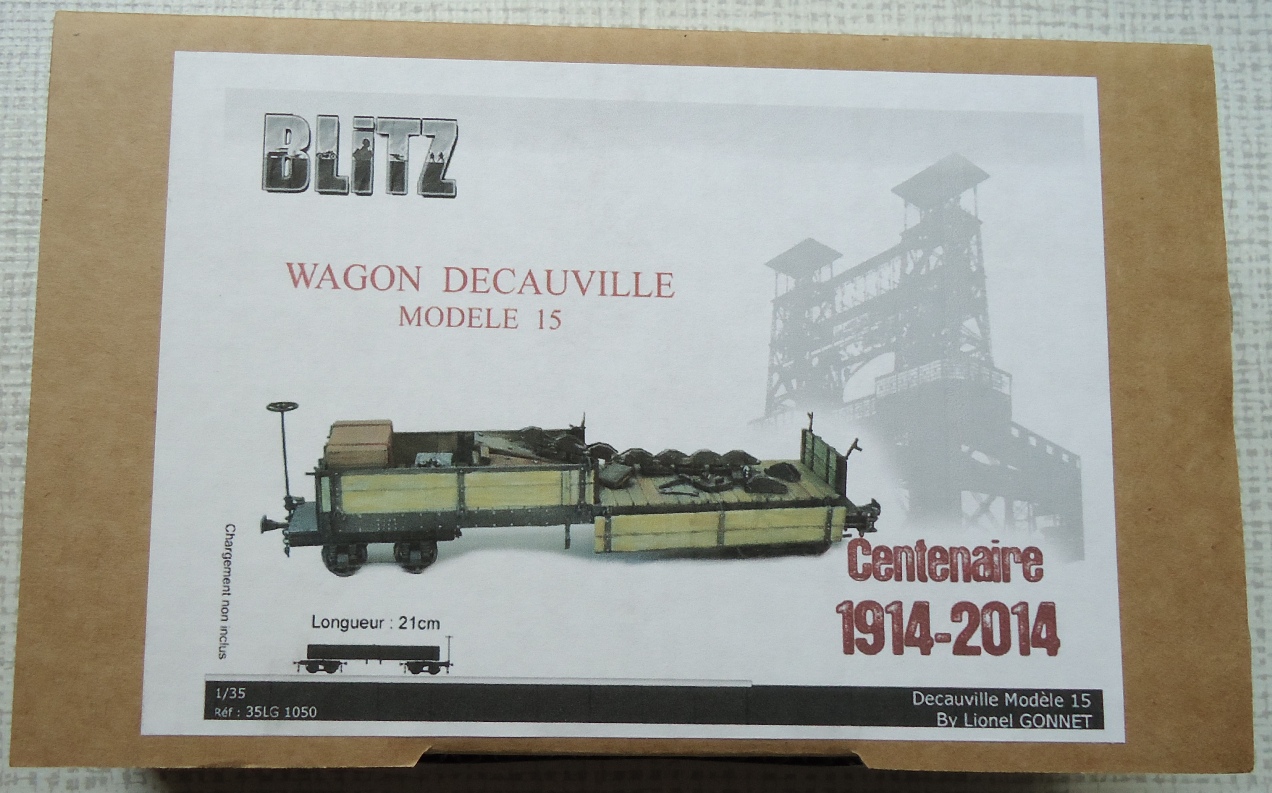 BLiTZ
WAGON DECAUVILLE
MODELE 15
Chargement non inclus
Centenaire
1914-2014
Longueur : 21cm
1/35
Réf : 35LG 1050
Decauville Modèle 15
By Lionel GONNET